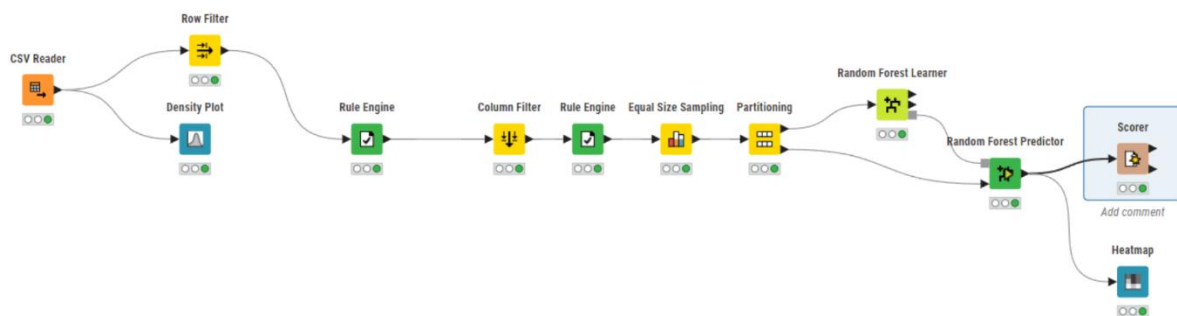 Row Filter
CSV Reader
Density Plot
Rule Engine
Column Filter
Rule Engine
Equal Size Sampling
Partitioning
Random Forest Learner
Random Forest Predictor
Scorer
Add comment
Heatmap